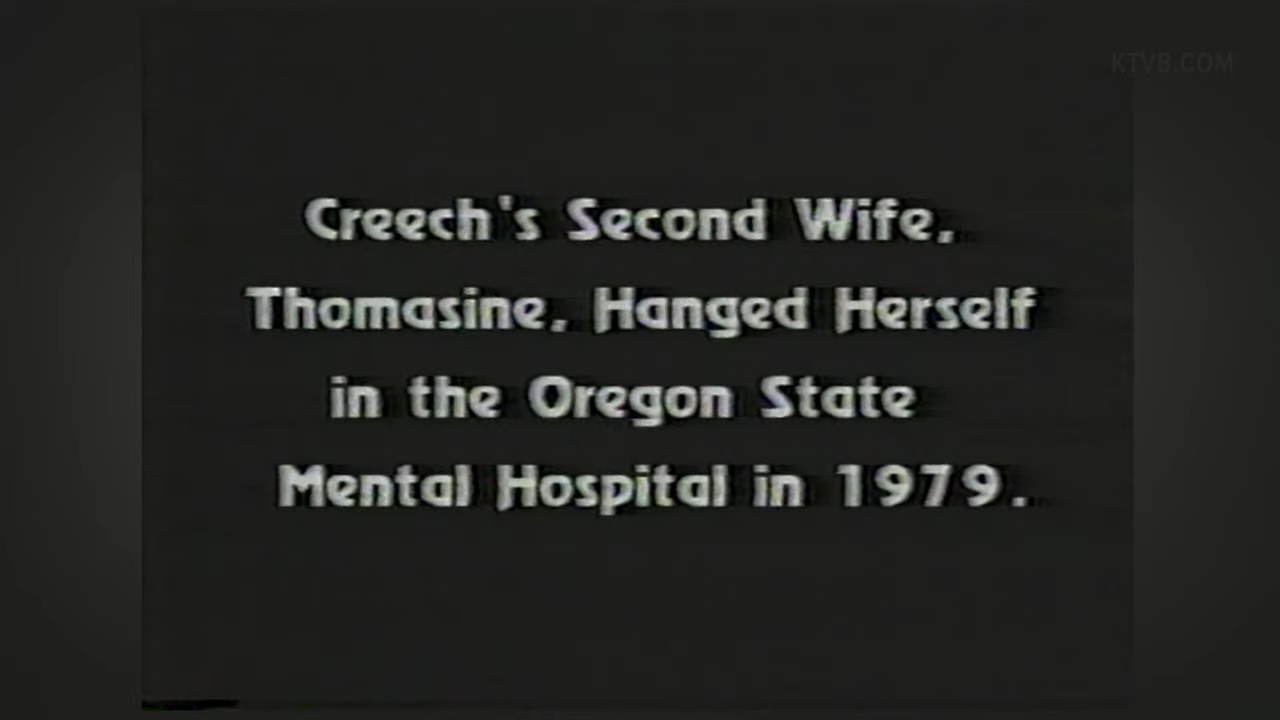 KTVB.COM
Creech's Second Wife,
Thomasine, Hanged Herself
in the Oregon State
Mental Hospital in 1979.